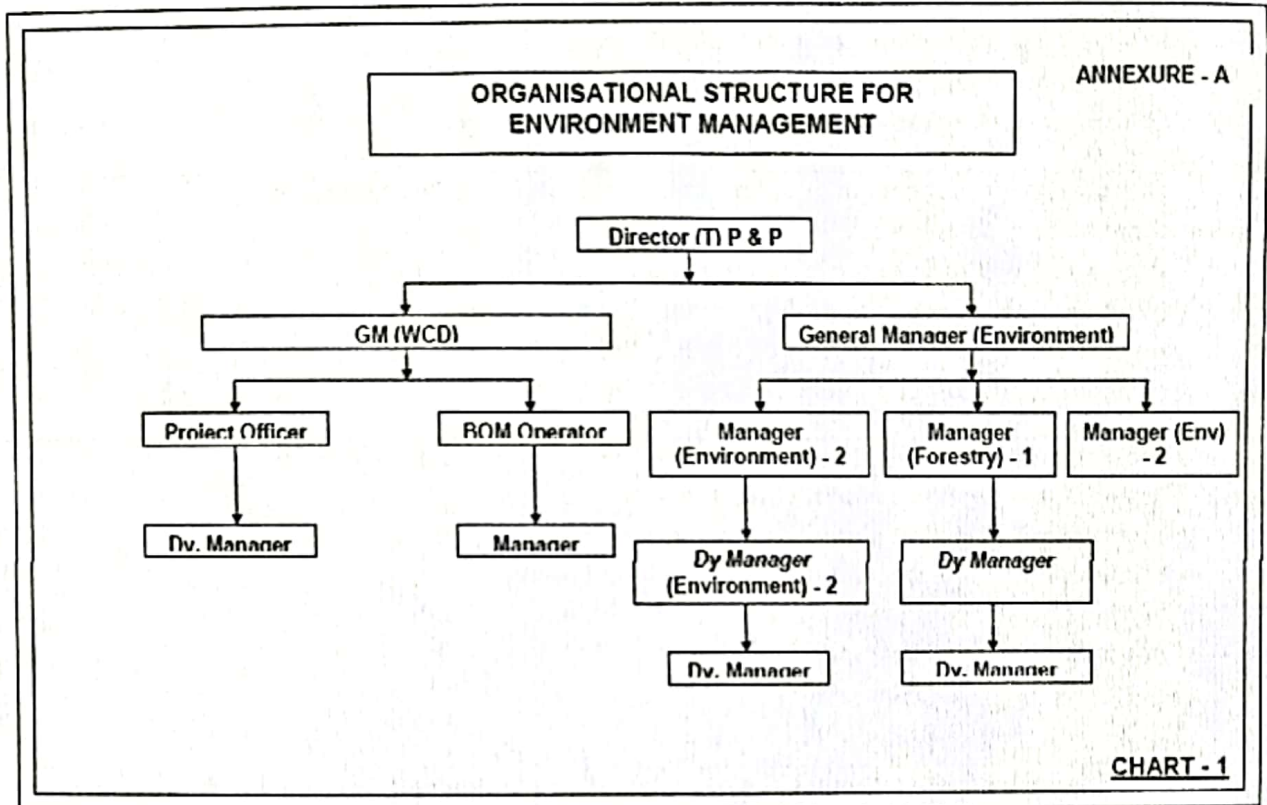 ANNEXURE - A
ORGANISATIONAL STRUCTURE FOR
ENVIRONMENT MANAGEMENT
Director (T) P & P
GM (WCD)
General Manager (Environment)
Project Officer
BOM Operator
Manager
(Environment) - 2
Manager
(Forestry) - 1
Manager (Env)
- 2
Dy. Manager
Manager
Dy Manager
(Environment) - 2
Dy Manager
Dy. Manager
Dy. Manager
CHART - 1